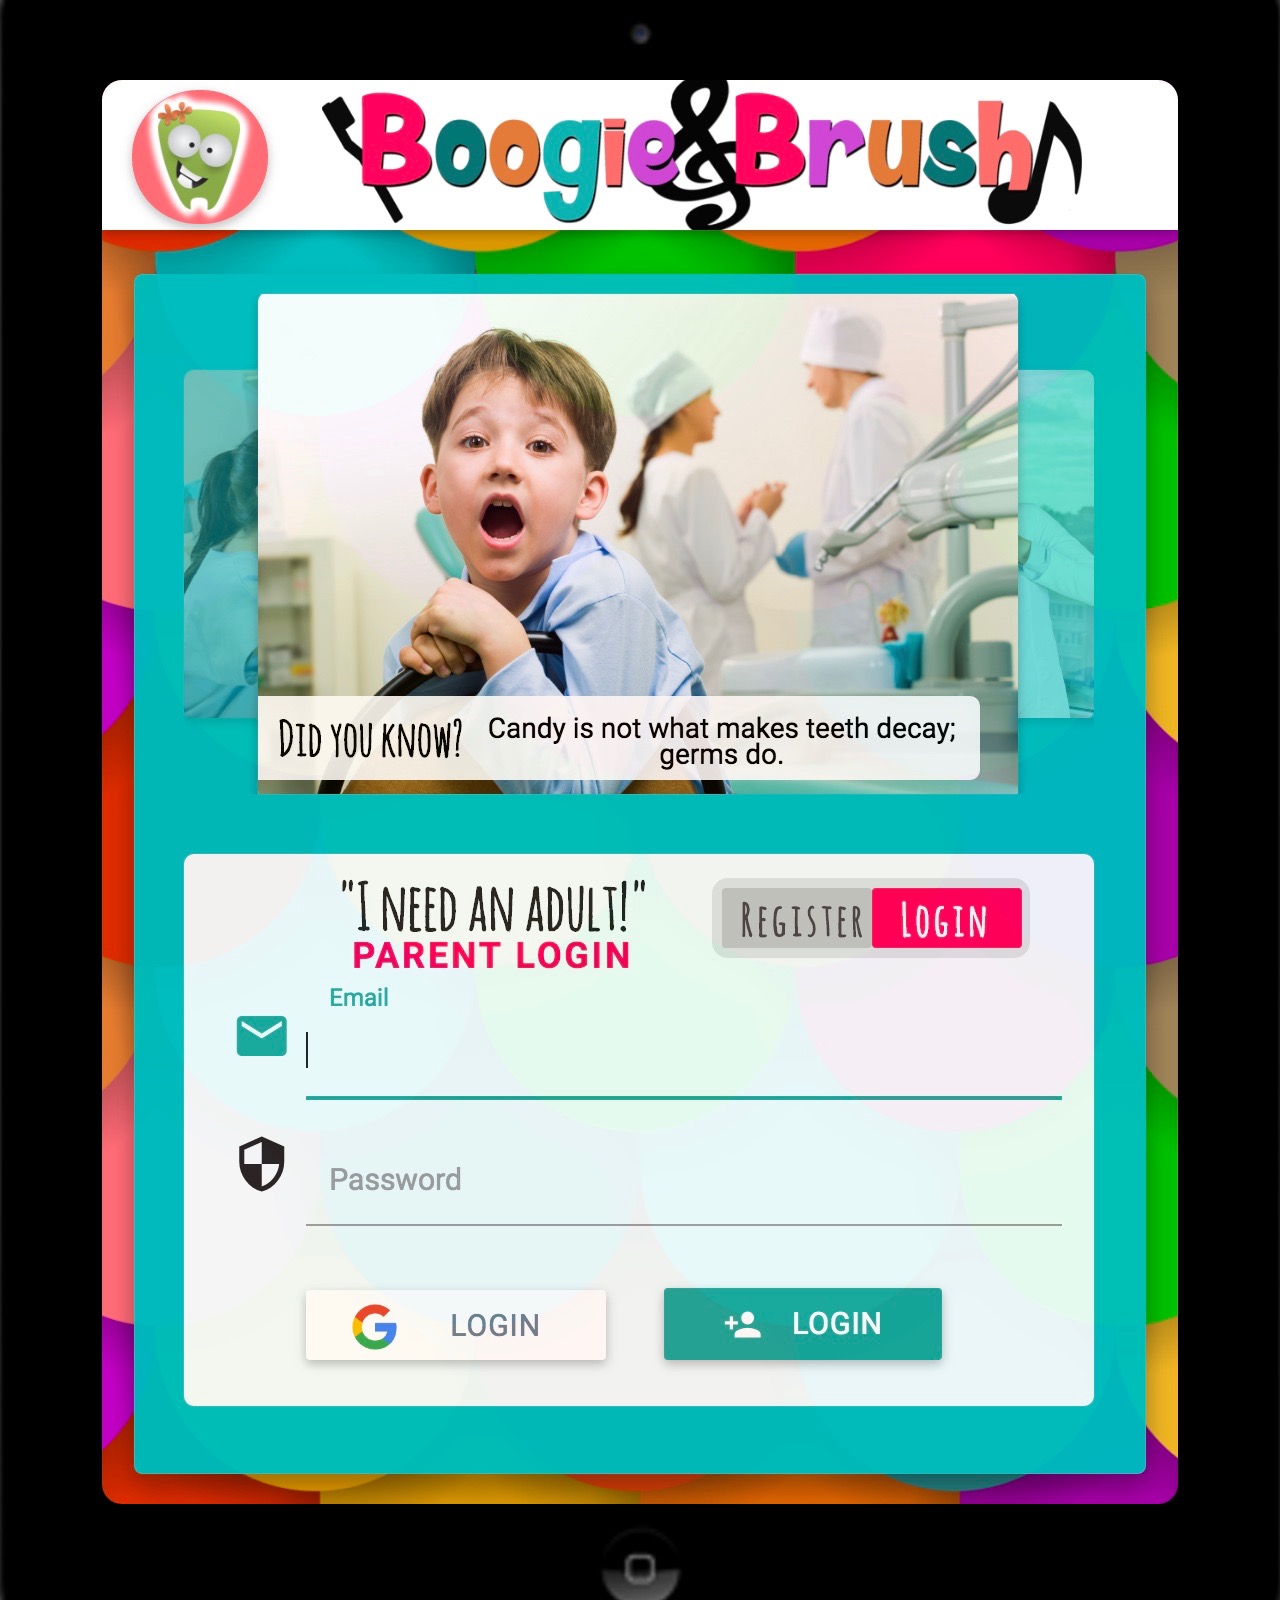 Boogie & Brush
Did you know?
Candy is not what makes teeth decay;
germs do.
"I need an adult!"
PARENT LOGIN
Register
Login
Email
Password
LOGIN
LOGIN